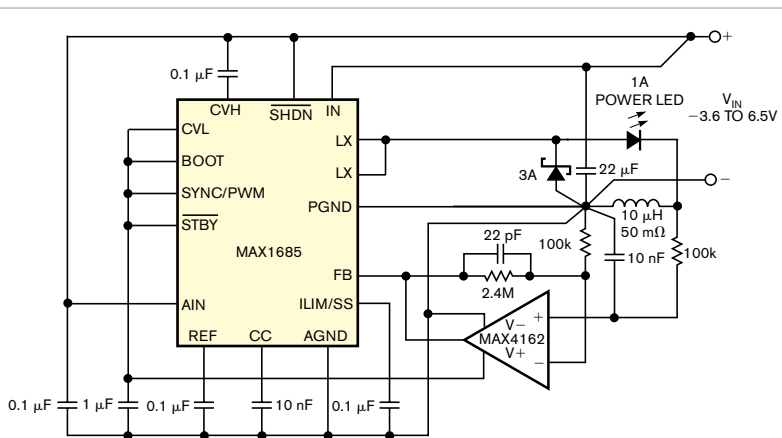 +
0.1 µF
CVH
SHDN
IN
1A
POWER LED
VIN
−3.6 TO 6.5V
CVL
LX
BOOT
LX
3A
22 µF
−
SYNC/PWM
PGND
10 µH
50 mΩ
STBY
22 pF
100k
10 nF
100k
MAX1685
FB
2.4M
AIN
ILIM/SS
V−
+
MAX4162
V+
−
REF
CC
AGND
0.1 µF
1 µF
0.1 µF
10 nF
0.1 µF